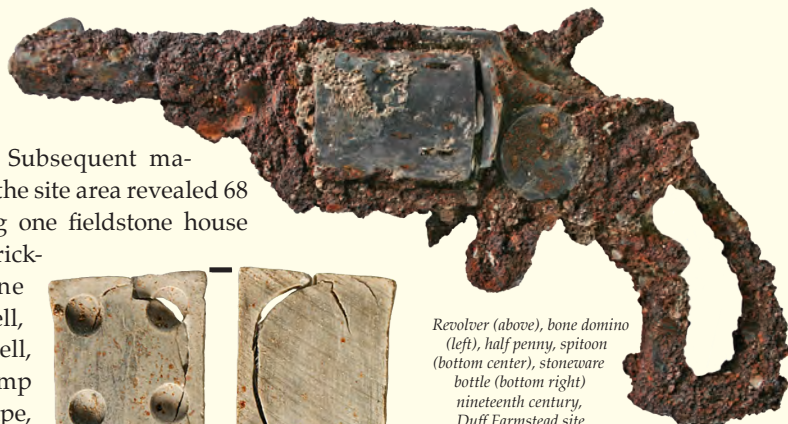 Subsequent ma-
the site area revealed 68
one fieldstone house
ne
ell,
ell,
mp
pe,
Revolver (above), bone domino
(left), half penny, spitoon
(bottom center), stoneware
bottle (bottom right)
nineteenth century,
Duff Farmstead site